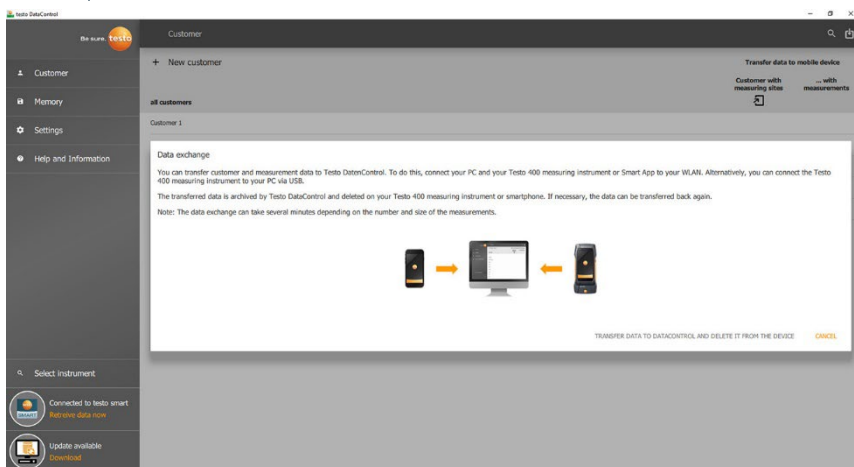 testo DataControl
Be sure. testo
Customer
Customer
Memory
Settings
Help and Information
+ New customer
Transfer data to mobile device
Customer with
measuring sites
... with
measurements
all customers
Customer 1
Data exchange
You can transfer customer and measurement data to Testo DatenControl. To do this, connect your PC and your Testo 400 measuring instrument or Smart App to your WLAN. Alternatively, you can connect the Testo
400 measuring instrument to your PC via USB.
The transferred data is archived by Testo DataControl and deleted on your Testo 400 measuring instrument or smartphone. If necessary, the data can be transferred back again.
Note: The data exchange can take several minutes depending on the number and size of the measurements.
TRANSFER DATA TO DATACONTROL AND DELETE IT FROM THE DEVICE
CANCEL
Select instrument
SMART
Connected to testo smart
Retreive data now
Update available
Download